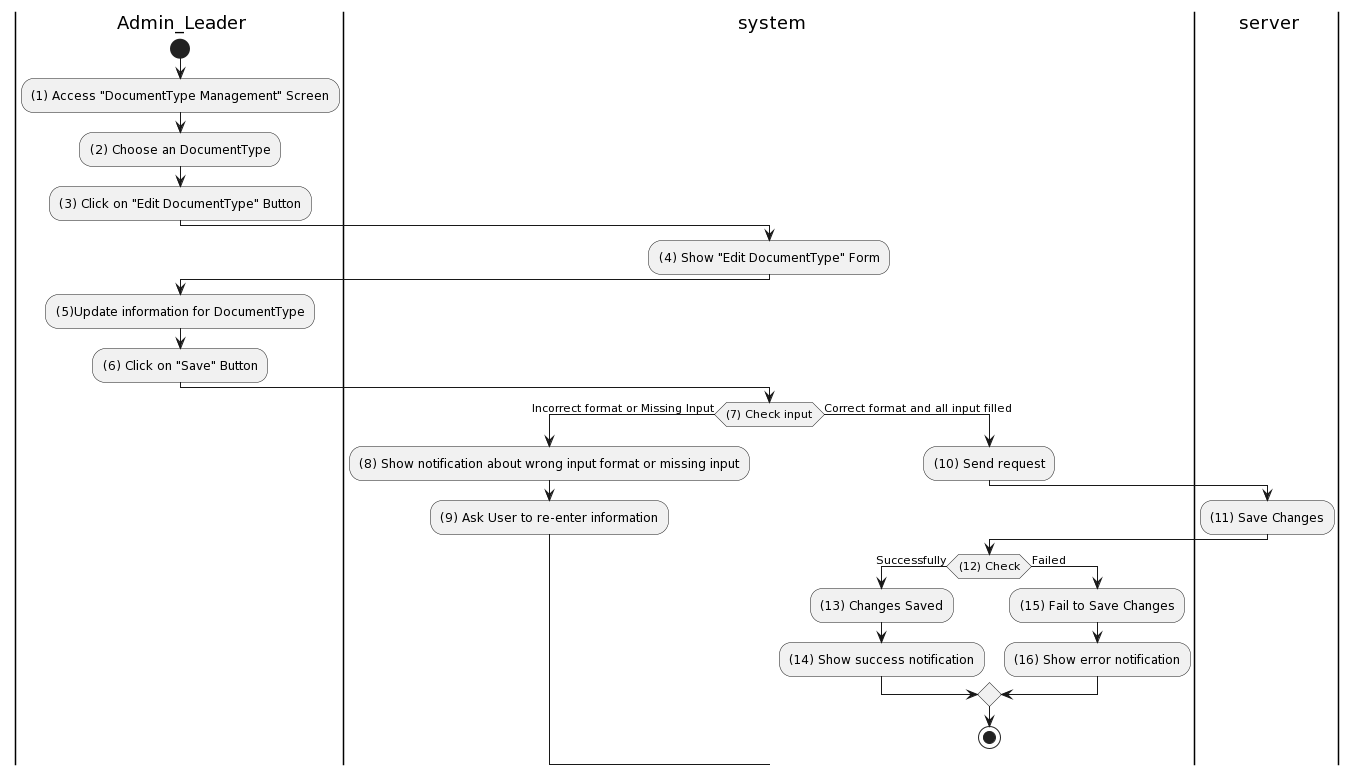 Admin_Leader
system
server
(1) Access "DocumentType Management" Screen
(2) Choose an DocumentType
(3) Click on "Edit DocumentType" Button
(4) Show "Edit DocumentType" Form
(5)Update information for DocumentType
(6) Click on "Save" Button
Incorrect format or Missing Input
(7) Check input
Correct format and all input filled
(8) Show notification about wrong input format or missing input
(10) Send request
(9) Ask User to re-enter information
(11) Save Changes
Successfully
(12) Check
Failed
(13) Changes Saved
(15) Fail to Save Changes
(14) Show success notification
(16) Show error notification